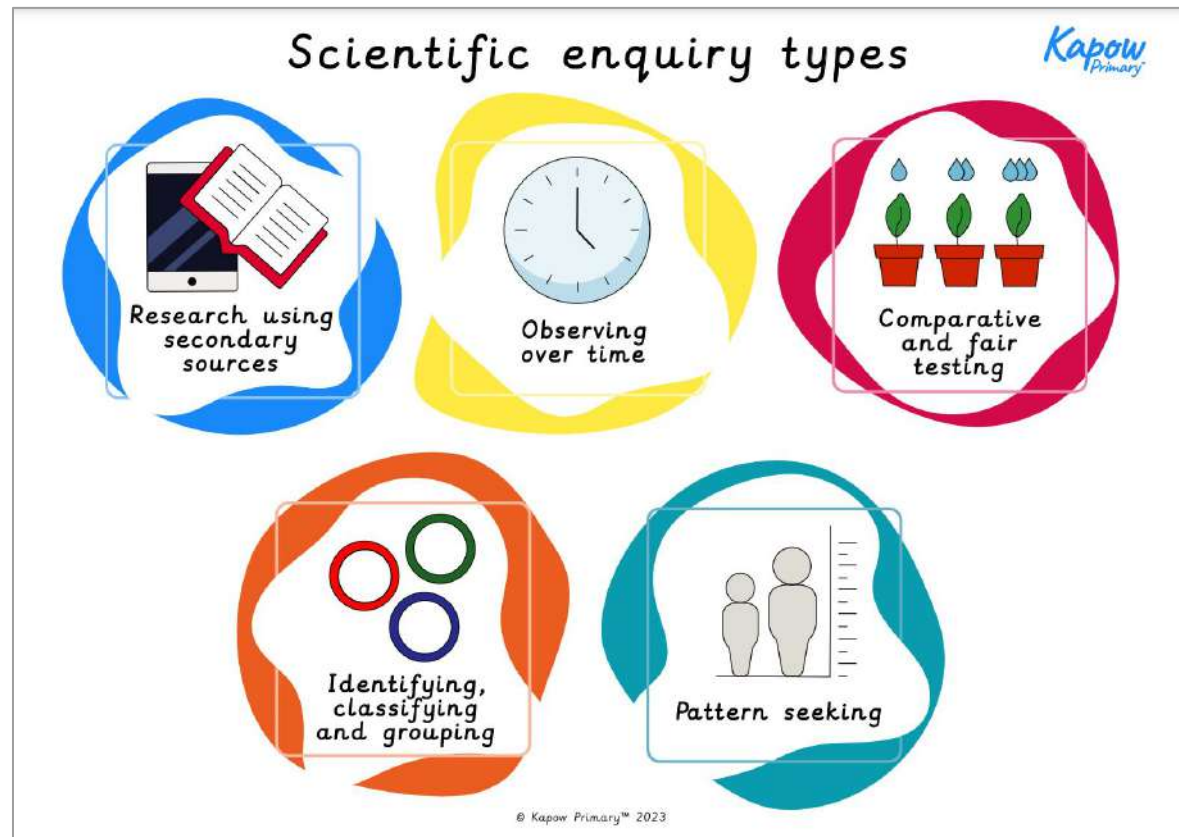 Scientific enquiry types
Kapow
Primary™
Research using
secondary
sources
Observing
over time
Comparative
and fair
testing
Identifying,
classifying
and grouping
Pattern seeking
© Kapow Primary™ 2023